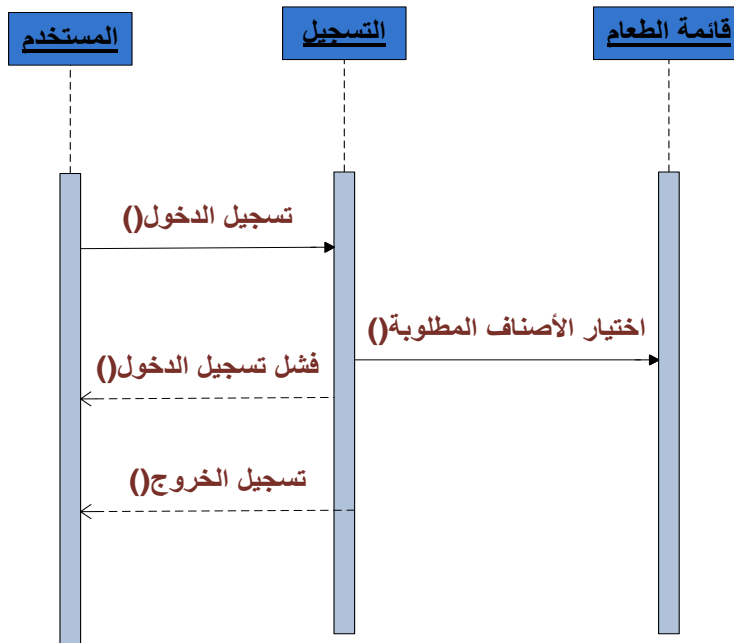 المستخدم
التسجيل
قائمة الطعام
تسجيل الدخول()
اختيار الأصناف المطلوبة()
فشل تسجيل الدخول()
تسجيل الخروج()